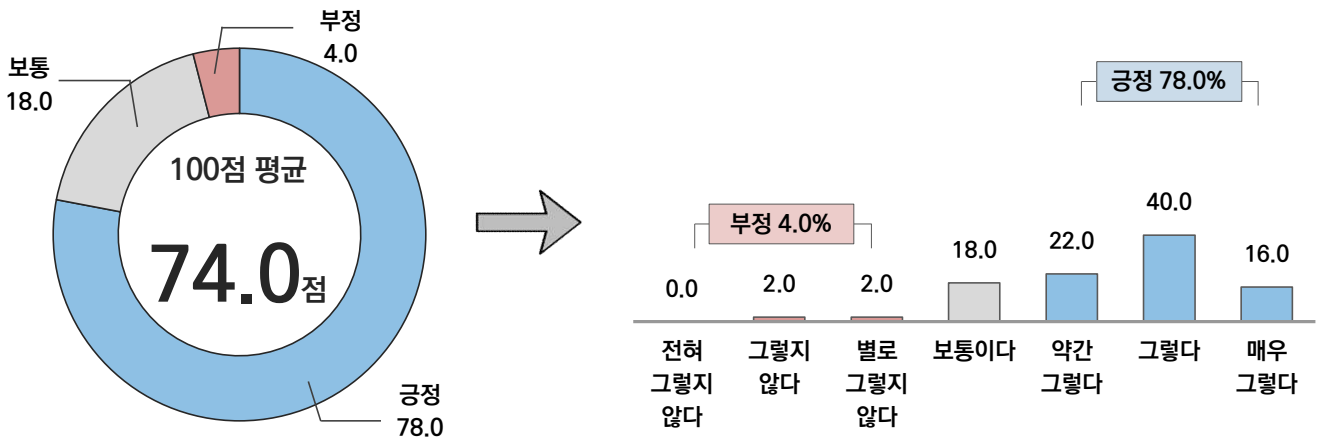 부정
4.0
보통
18.0
100점 평균
74.0점
긍정
78.0
긍정 78.0%
부정 4.0%
0.0
2.0
2.0
18.0
22.0
40.0
16.0
전혀
그렇지
않다
그렇지
않다
별로
그렇지
않다
보통이다
약간
그렇다
그렇다
매우
그렇다